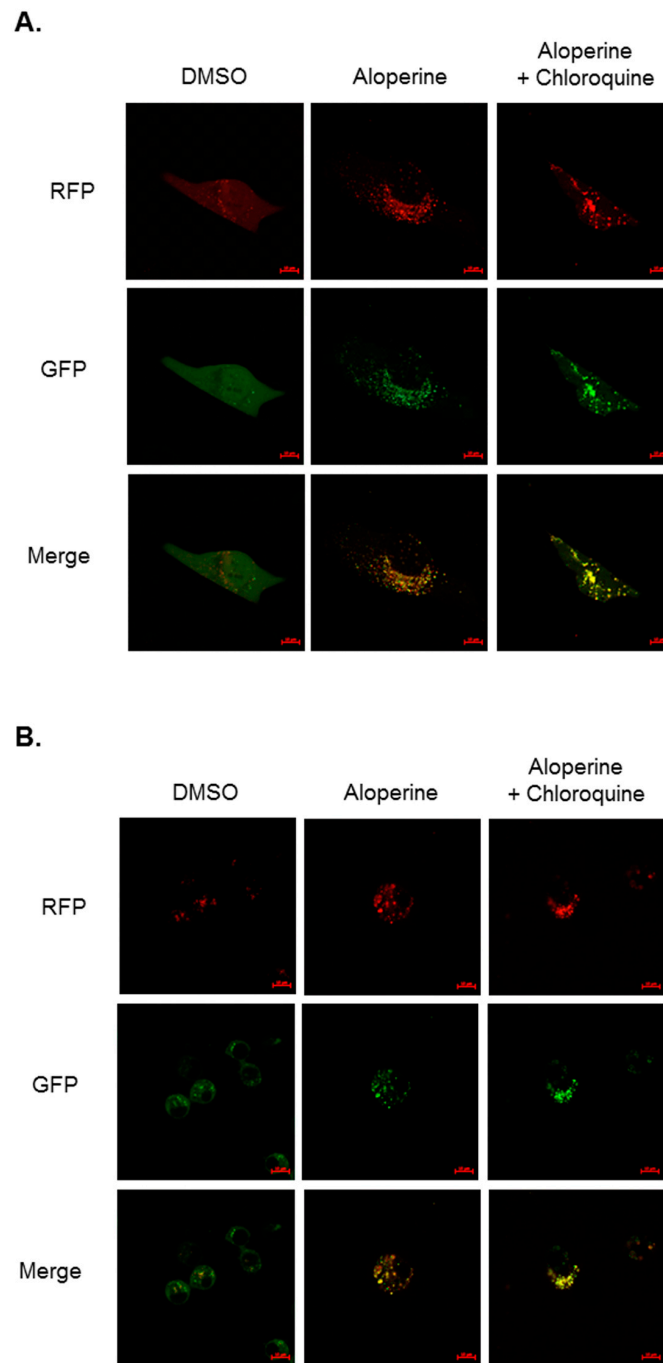 A.
DMSO
Aloperine
Aloperine
+ Chloroquine
RFP
GFP
Merge
B.
DMSO
Aloperine
Aloperine
+ Chloroquine
RFP
GFP
Merge